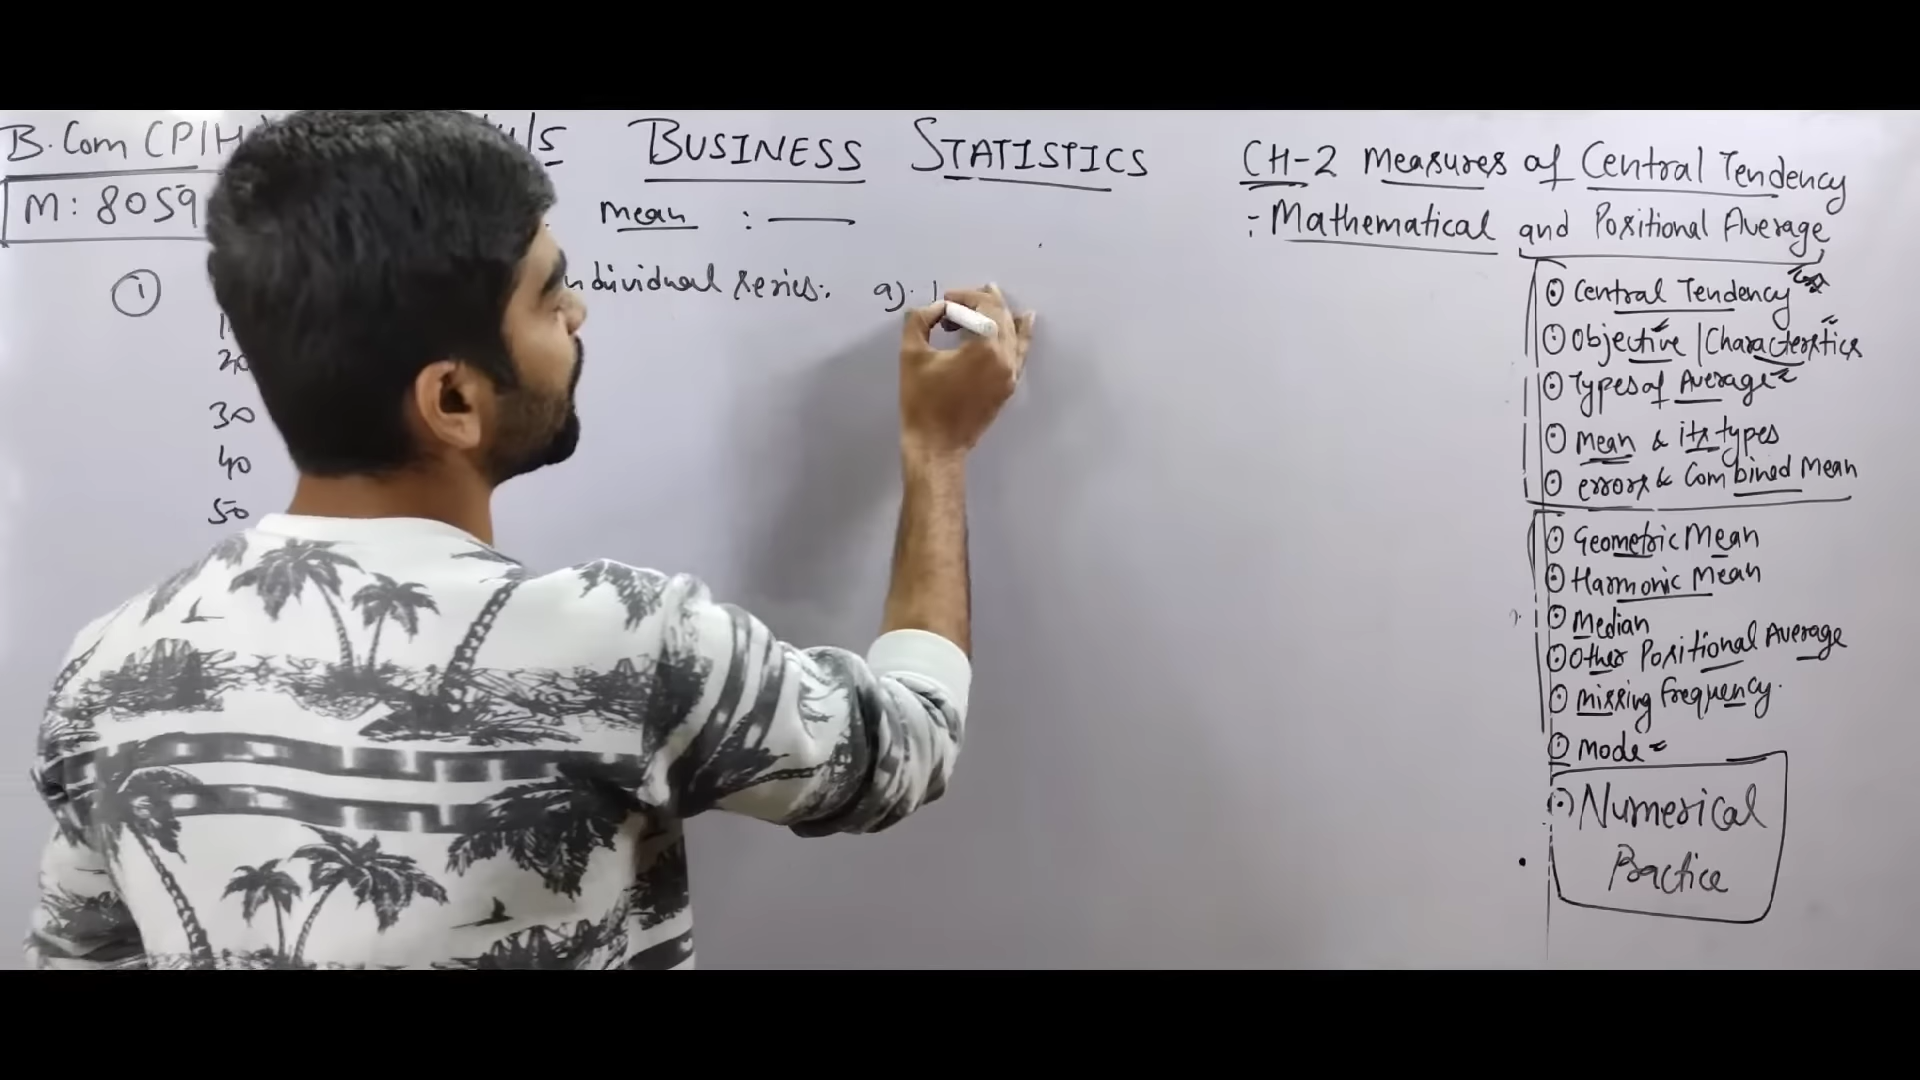 B.Com (P/H)
BUSINESS STATISTICS
M: 8059
Mean : —
① Individual series:. a).
20
30
40
50
CH-2 Measures of Central Tendency
:- Mathematical and Positional Average
⊙ Central Tendency
⊙ Objective / Characteristics
⊙ Types of Average
⊙ Mean & its types
⊙ errors & Combined Mean
⊙ Geometric Mean
⊙ Harmonic Mean
⊙ Median
⊙ Other Positional Average
⊙ Missing frequency.
⊙ Mode
⊙ Numerical
Practice